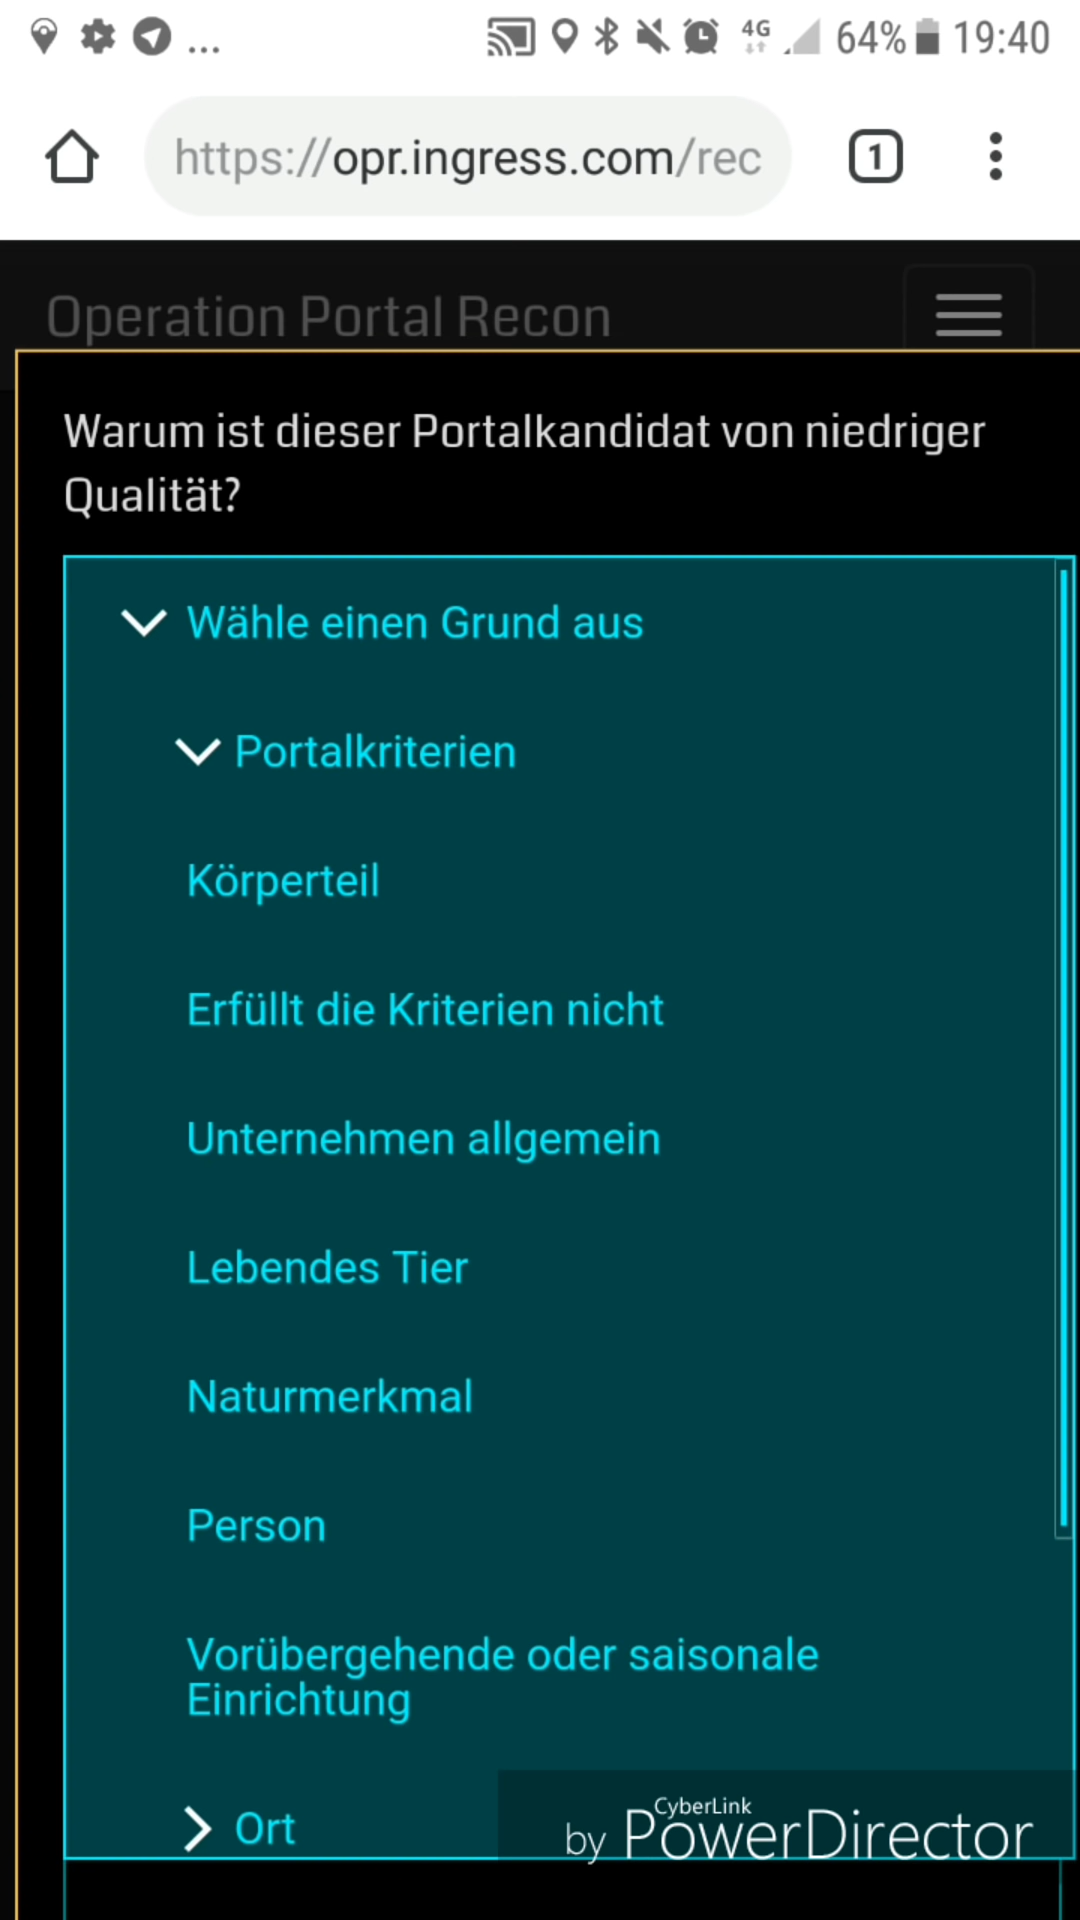 ... 4G 64% 19:40
https://opr.ingress.com/rec 1
Operation Portal Recon
Warum ist dieser Portalkandidat von niedriger
Qualität?
Wähle einen Grund aus
Portalkriterien
Körperteil
Erfüllt die Kriterien nicht
Unternehmen allgemein
Lebendes Tier
Naturmerkmal
Person
Vorübergehende oder saisonale
Einrichtung
Ort
CyberLink
by PowerDirector